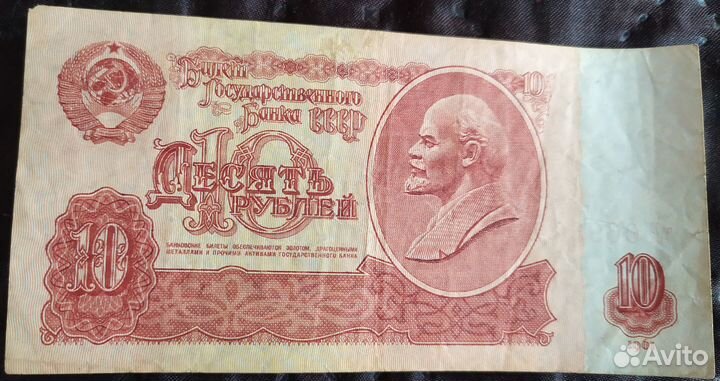 Билет
Государственного
Банка СССР
10
10
Десять
Рублей
БАНКОВСКИЕ БИЛЕТЫ ОБЕСПЕЧИВАЮТСЯ ЗОЛОТОМ, ДРАГОЦЕННЫМИ
МЕТАЛЛАМИ И ПРОЧИМИ АКТИВАМИ ГОСУДАРСТВЕННОГО БАНКА
10
10
Avito